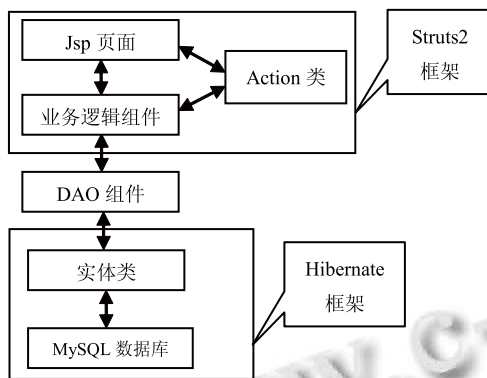 Jsp 页面
Struts2
框架
Action 类
业务逻辑组件
DAO 组件
实体类
Hibernate
框架
MySQL 数据库